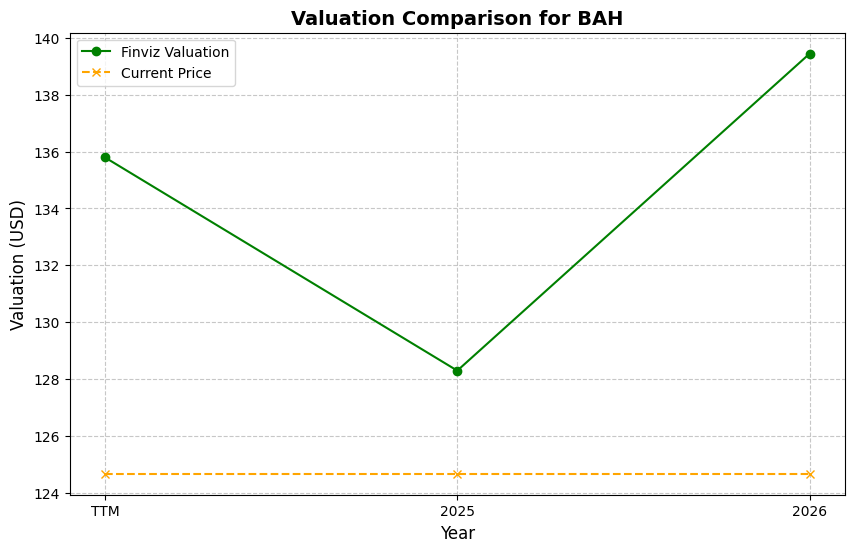 Valuation Comparison for BAH
Finviz Valuation
Current Price
140
138
136
134
132
130
128
126
124
Valuation (USD)
TTM 2025 2026
Year